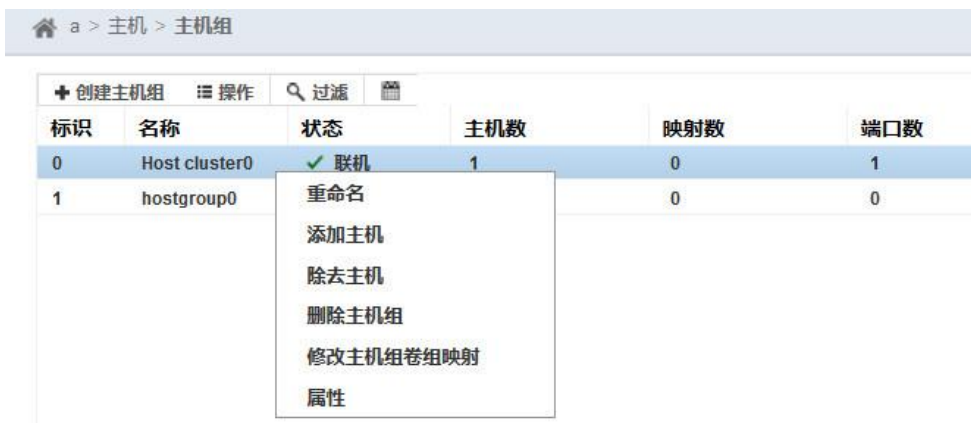 a > 主机 > 主机组
创建主机组 操作 过滤
标识 名称 状态 主机数 映射数 端口数
0 Host cluster0 联机 1 0 1
1 hostgroup0 0 0
重命名
添加主机
除去主机
删除主机组
修改主机组卷组映射
属性